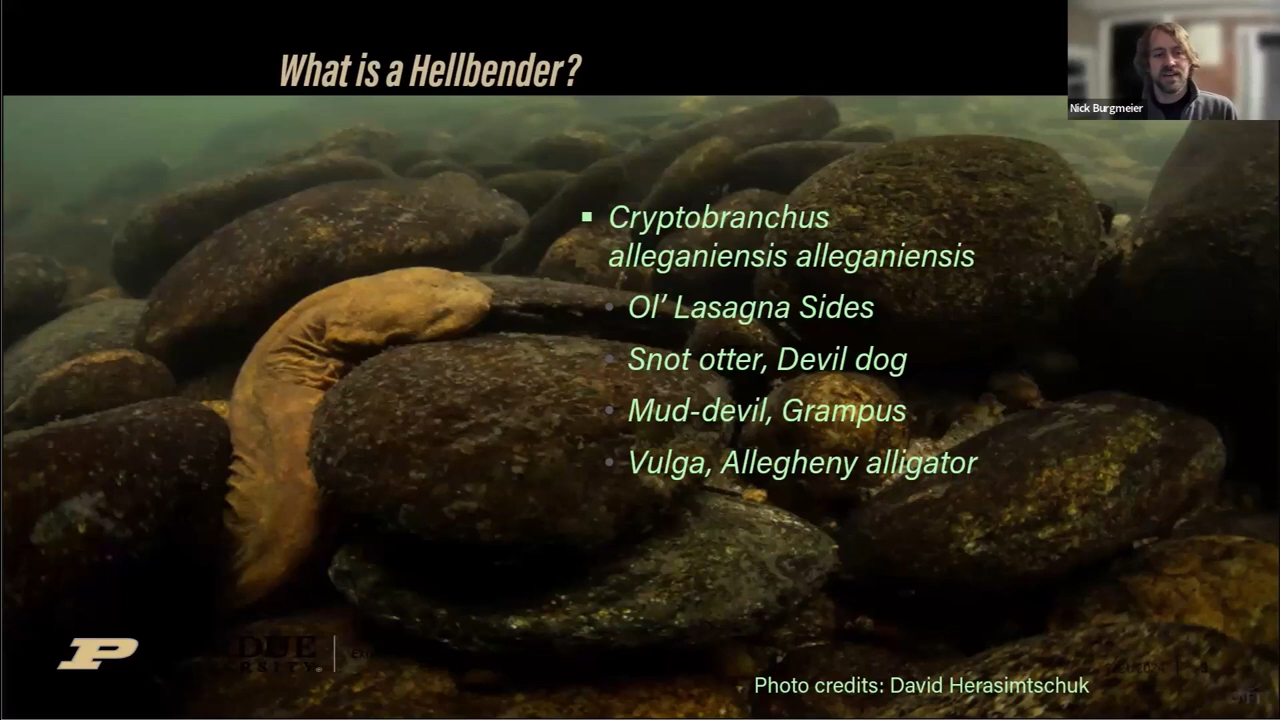 What is a Hellbender?
Nick Burgmeier
▪ Cryptobranchus
alleganiensis alleganiensis
• Ol' Lasagna Sides
• Snot otter, Devil dog
• Mud-devil, Grampus
• Vulga, Allegheny alligator
P
Photo credits: David Herasimtschuk